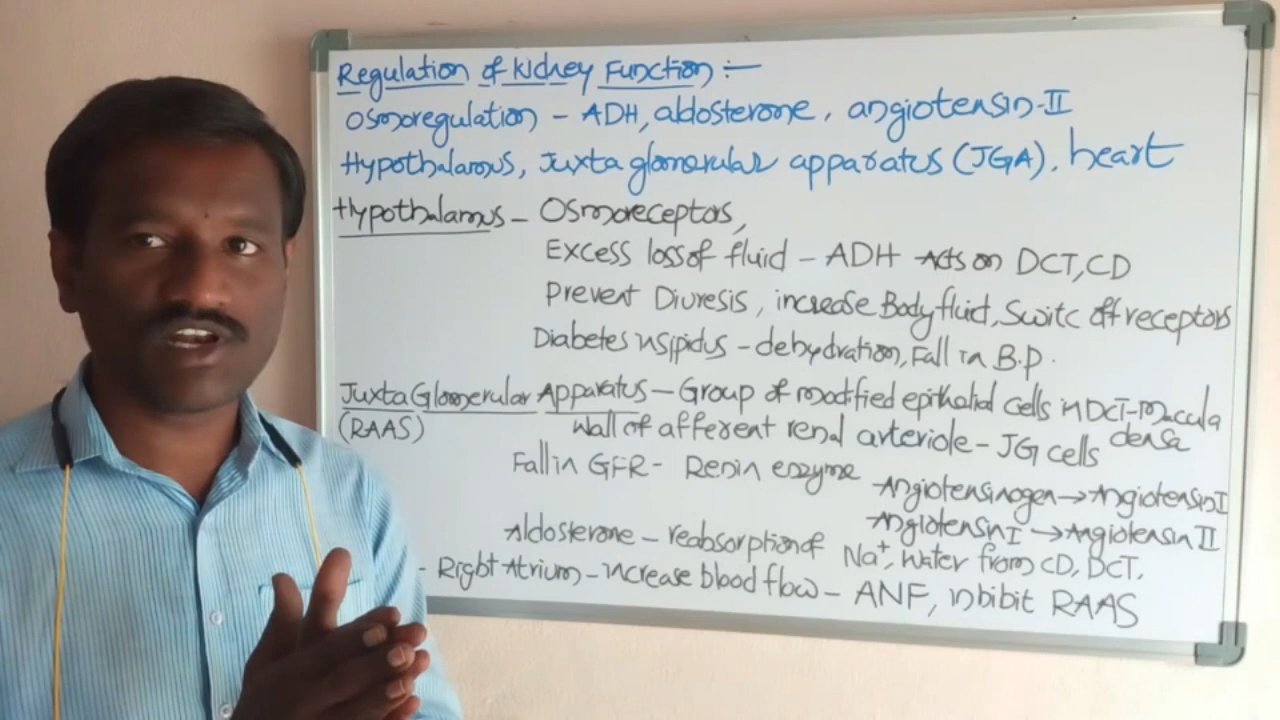 Regulation of Kidney Function :-
Osmoregulation - ADH, aldosterone, angiotensin-II
Hypothalamus, Juxta glomerular apparatus (JGA), heart
Hypothalamus - Osmoreceptors,
Excess loss of fluid - ADH Acts on DCT, CD
Prevent Diuresis, increase Body fluid, Switc off receptors
Diabetes insipidus - dehydration, Fall in B.P.
Juxta Glomerular Apparatus - Group of modified epithelial cells in DCT - Macula densa
(RAAS)
Wall of afferent renal arteriole - JG cells
Fall in GFR - Renin enzyme
Angiotensinogen → Angiotensin I
Angiotensin I → Angiotensin II
Aldosterone - reabsorption of Na+, water from CD, DCT.
- Right Atrium - increase blood flow - ANF, inhibit RAAS